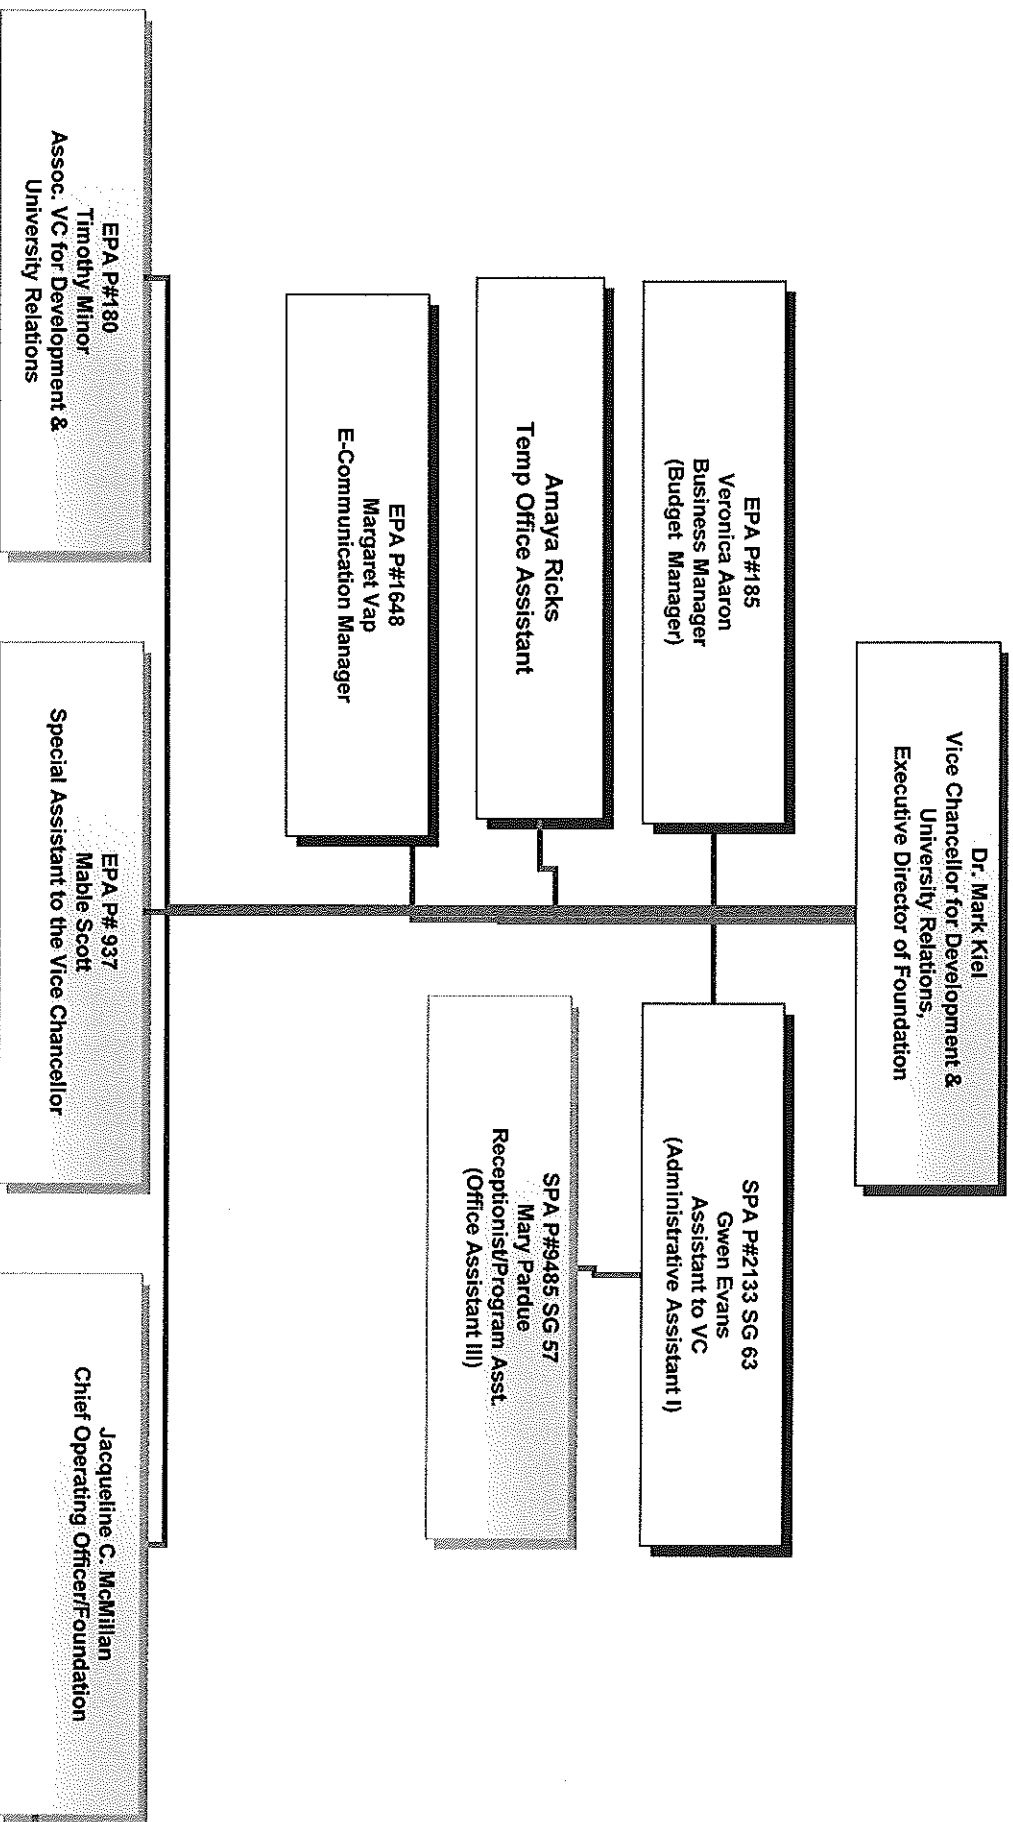 Dr. Mark Kiel
Vice Chancellor for Development &
University Relations,
Executive Director of Foundation
EPA P#185
Veronica Aaron
Business Manager
(Budget Manager)
SPA P#2133 SG 63
Gwen Evans
Assistant to VC
(Administrative Assistant I)
Amaya Ricks
Temp Office Assistant
SPA P#9485 SG 57
Mary Pardue
Receptionist/Program Asst.
(Office Assistant III)
EPA P#1648
Margaret Vap
E-Communication Manager
EPA P#180
Timothy Minor
Assoc. VC for Development &
University Relations
EPA P# 937
Mable Scott
Special Assistant to the Vice Chancellor
Jacqueline C. McMillan
Chief Operating Officer/Foundation